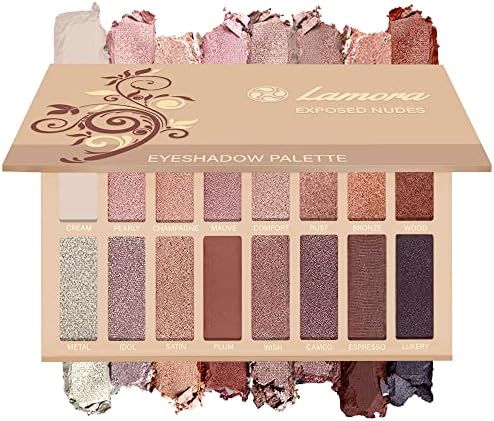 Lamora
EXPOSED NUDES
EYESHADOW PALETTE
CREAM PEARLY CHAMPAGNE MAUVE COMFORT RUST BRONZE WOOD
METAL IDOL SATIN PLUM WISH CAMEO ESPRESSO LUXERY